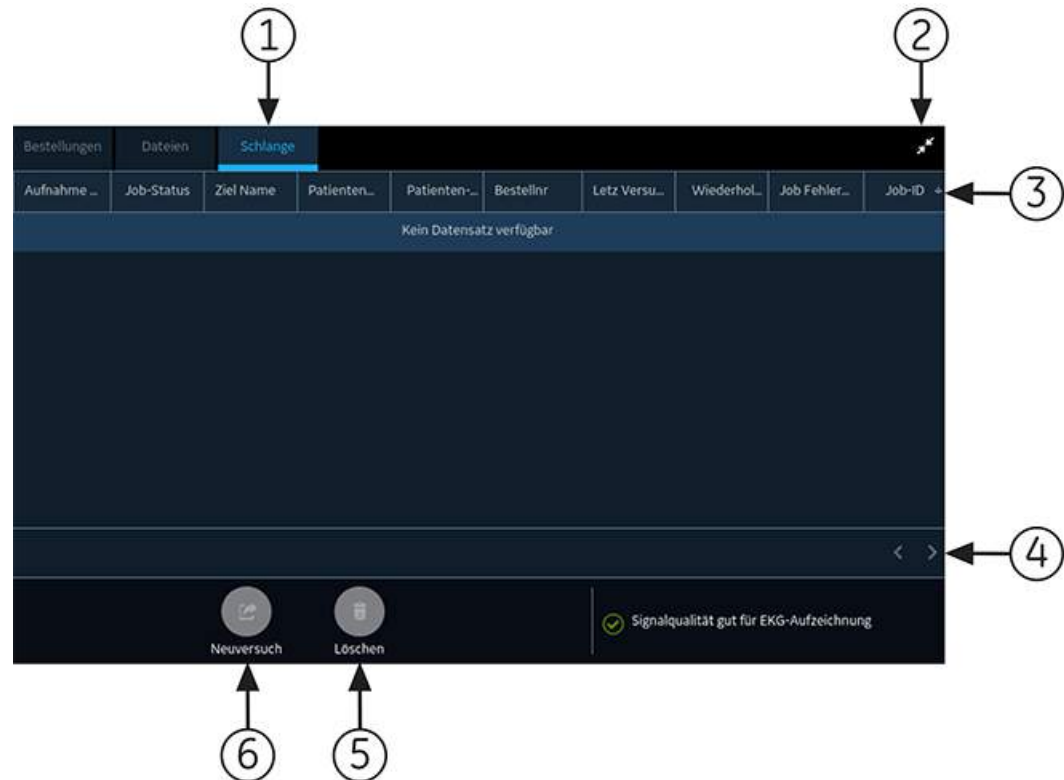 1 2
Bestellungen Dateien Schlange
Aufnahme ... Job-Status Ziel Name Patienten... Patienten-... Bestellnr Letz Versu... Wiederhol... Job Fehler... Job-ID 3
Kein Datensatz verfügbar
4
Signalqualität gut für EKG-Aufzeichnung
Neuversuch Löschen
6 5